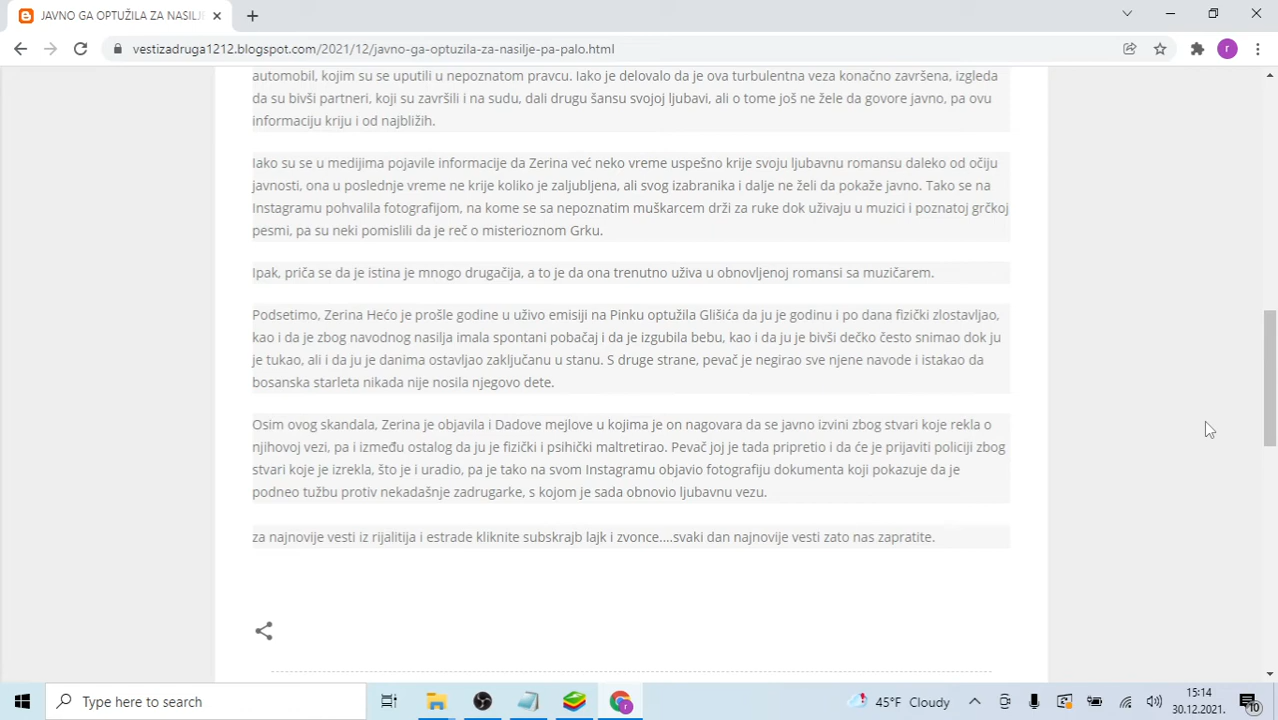 JAVNO GA OPTUŽILA ZA NASILJE
vestizadruga1212.blogspot.com/2021/12/javno-ga-optuzila-za-nasilje-pa-palo.html
r
automobil, kojim su se uputili u nepoznatom pravcu. Iako je delovalo da je ova turbulentna veza konačno završena, izgleda
da su bivši partneri, koji su završili i na sudu, dali drugu šansu svojoj ljubavi, ali o tome još ne žele da govore javno, pa ovu
informaciju kriju i od najbližih.
Iako su se u medijima pojavile informacije da Zerina već neko vreme uspešno krije svoju ljubavnu romansu daleko od očiju
javnosti, ona u poslednje vreme ne krije koliko je zaljubljena, ali svog izabranika i dalje ne želi da pokaže javno. Tako se na
Instagramu pohvalila fotografijom, na kome se sa nepoznatim muškarcem drži za ruke dok uživaju u muzici i poznatoj grčkoj
pesmi, pa su neki pomislili da je reč o misterioznom Grku.
Ipak, priča se da je istina je mnogo drugačija, a to je da ona trenutno uživa u obnovljenoj romansi sa muzičarem.
Podsetimo, Zerina Hećo je prošle godine u uživo emisiji na Pinku optužila Glišića da ju je godinu i po dana fizički zlostavljao,
kao i da je zbog navodnog nasilja imala spontani pobačaj i da je izgubila bebu, kao i da ju je bivši dečko često snimao dok ju
je tukao, ali i da ju je danima ostavljao zaključanu u stanu. S druge strane, pevač je negirao sve njene navode i istakao da
bosanska starleta nikada nije nosila njegovo dete.
Osim ovog skandala, Zerina je objavila i Dadove mejlove u kojima je on nagovara da se javno izvini zbog stvari koje rekla o
njihovoj vezi, pa i između ostalog da ju je fizički i psihički maltretirao. Pevač joj je tada pripretio i da će je prijaviti policiji zbog
stvari koje je izrekla, što je i uradio, pa je tako na svom Instagramu objavio fotografiju dokumenta koji pokazuje da je
podneo tužbu protiv nekadašnje zadrugarke, s kojom je sada obnovio ljubavnu vezu.
za najnovije vesti iz rijalitija i estrade kliknite subskrajb lajk i zvonce....svaki dan najnovije vesti zato nas zapratite.
Type here to search
r
45°F Cloudy
15:14
30.12.2021.
10